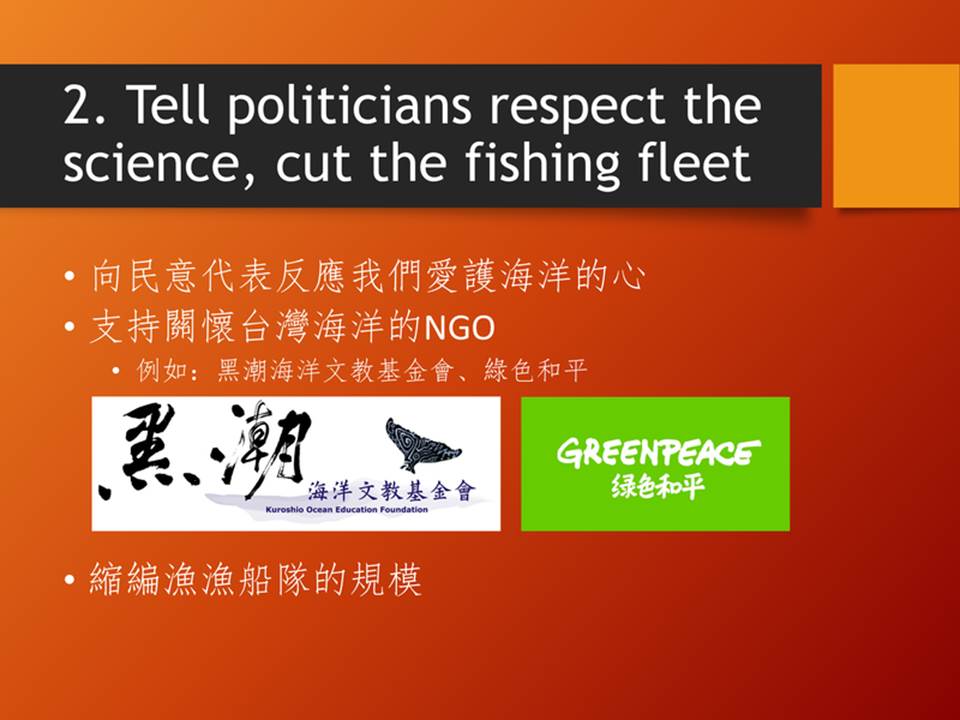 2. Tell politicians respect the
science, cut the fishing fleet
• 向民意代表反應我們愛護海洋的心
• 支持關懷台灣海洋的NGO
• 例如：黑潮海洋文教基金會、綠色和平
黑潮
海洋文教基金會
Kuroshio Ocean Education Foundation
GREENPEACE
绿色和平
• 縮編漁漁船隊的規模